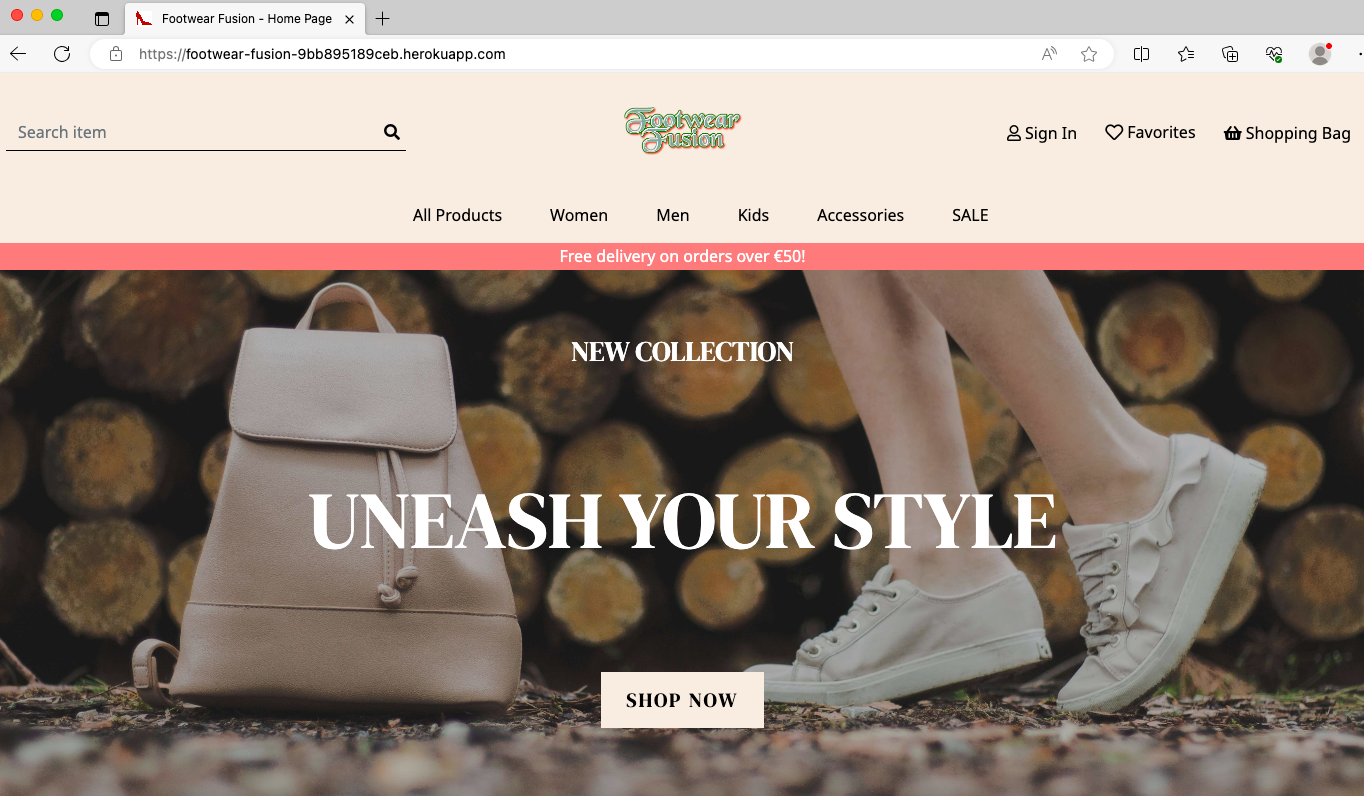 Footwear Fusion - Home Page
https://footwear-fusion-9bb895189ceb.herokuapp.com
Search item
Footwear
Fusion
Sign In
Favorites
Shopping Bag
All Products
Women
Men
Kids
Accessories
SALE
Free delivery on orders over €50!
NEW COLLECTION
UNEASH YOUR STYLE
SHOP NOW